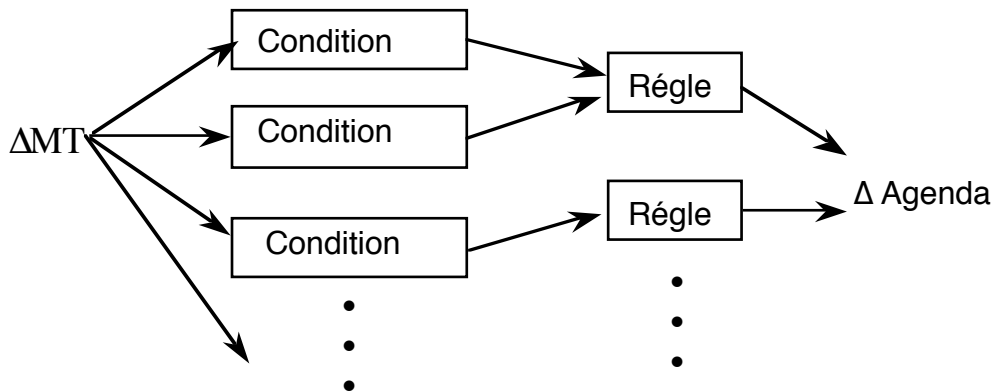 Condition
Régle
Condition
ΔMT
Δ Agenda
Régle
Condition